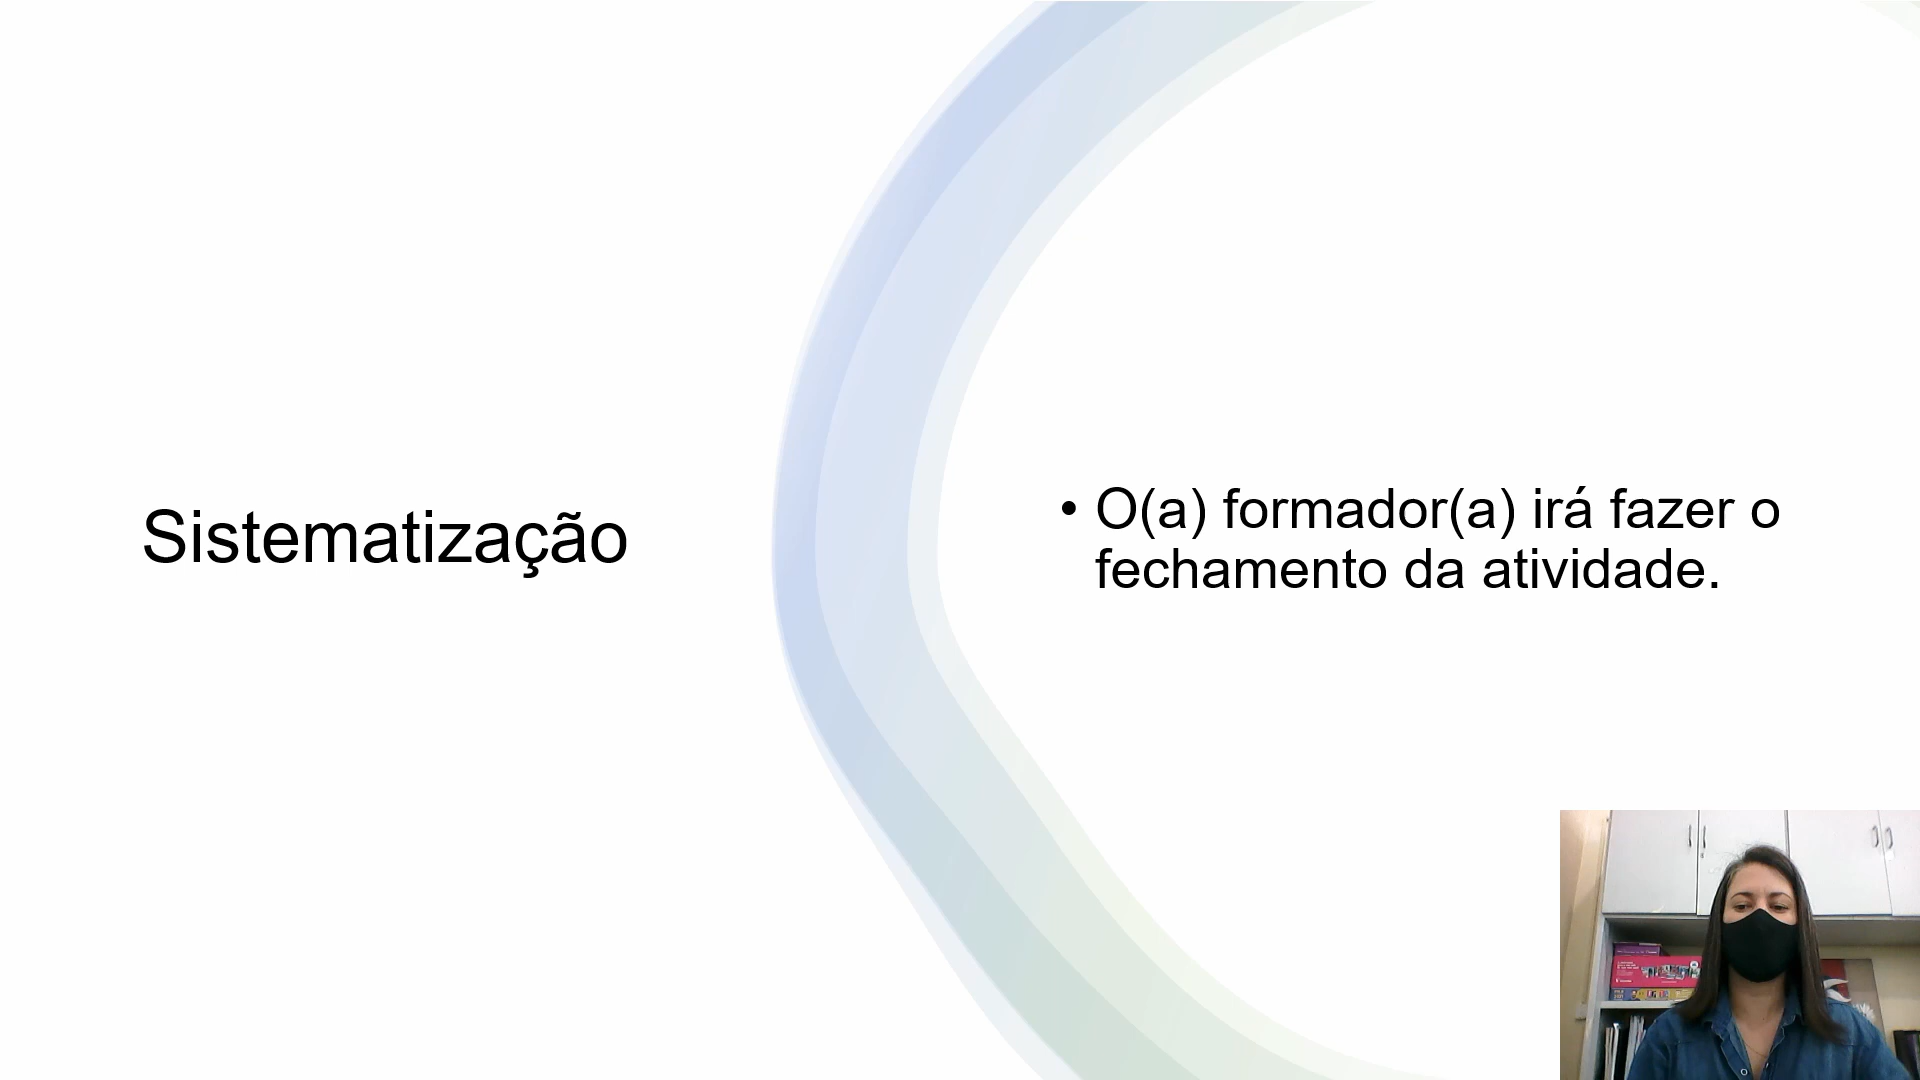 Sistematização
• O(a) formador(a) irá fazer o
fechamento da atividade.